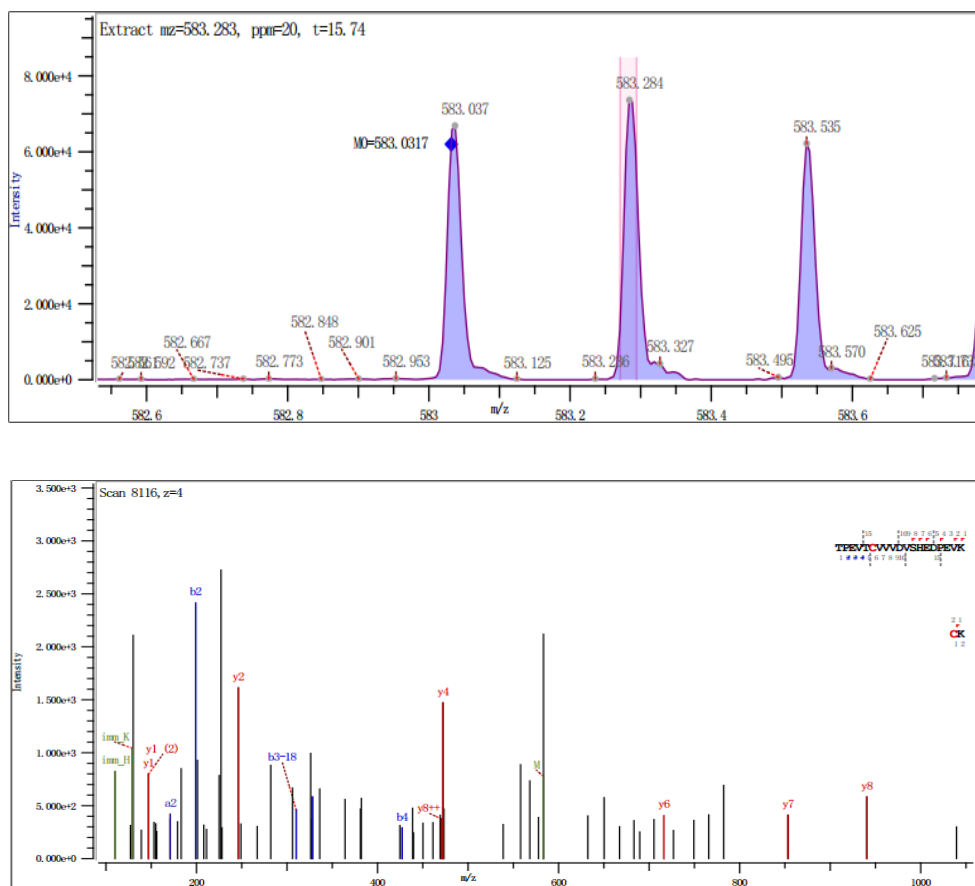 Extract mz=583.283, ppm=20, t=15.74
Intensity
8.000e+4
6.000e+4
4.000e+4
2.000e+4
0.000e+0
583.037
M0=583.0317
583.284
583.535
582.667
582.737
582.773
582.848
582.901
582.953
583.125
583.327
583.495
583.570
583.625
582.6
582.8
583
583.2
583.4
583.6
m/z
Scan 8116, z=4
Intensity
3.500e+3
3.000e+3
2.500e+3
2.000e+3
1.500e+3
1.000e+3
5.000e+2
0.000e+0
TPEVTCVVVDVSHEDPEVK
2 1
CK
1 2
b2
y2
y4
imm_K
imm_H
y1 (2)
y1
a2
b3-18
b4
y8++
M
y6
y7
y8
200
400
600
800
1000
m/z